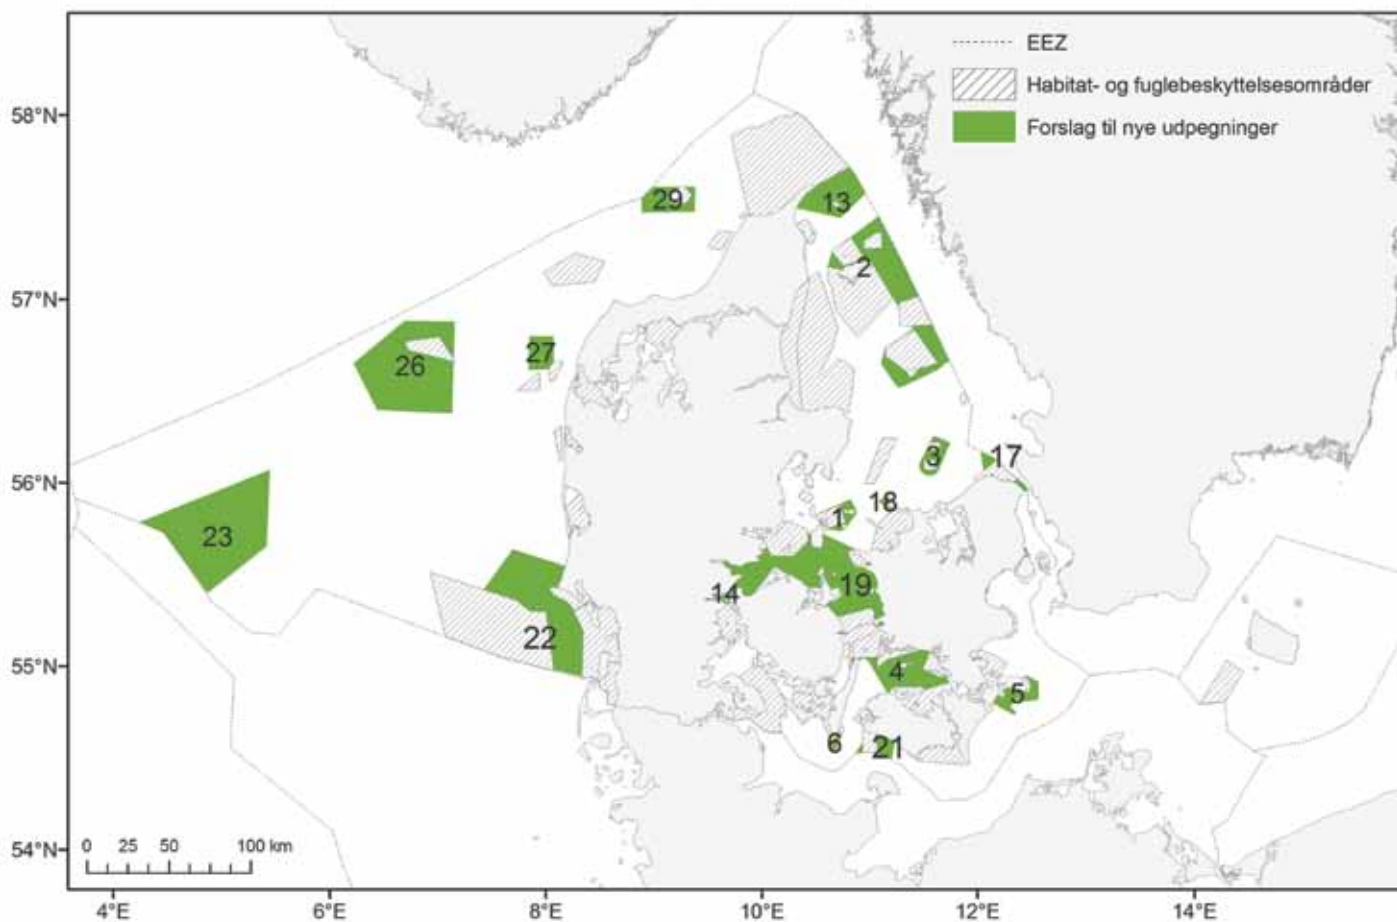 EEZ
Habitat- og fuglebeskyttelsesområder
Forslag til nye udpegninger
58°N
57°N
56°N
55°N
54°N
29
13
2
26
27
3
17
18
1
23
19
14
22
4
5
6
21
0 25 50 100 km
4°E 6°E 8°E 10°E 12°E 14°E